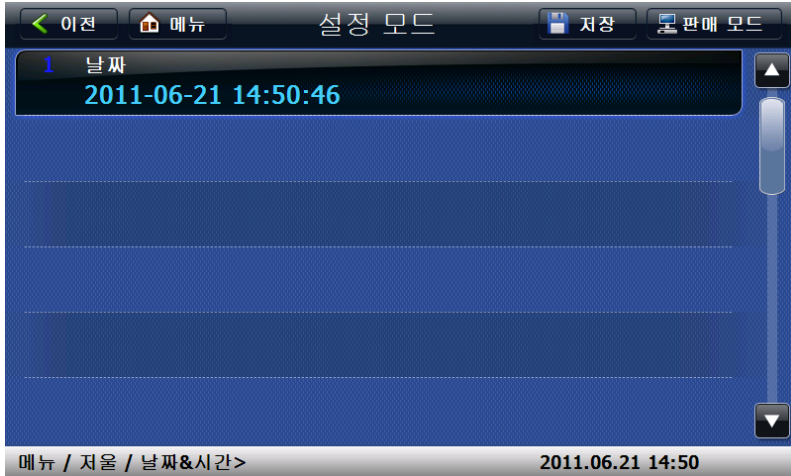 이전 메뉴 설정 모드 저장 판매 모드
1 날짜
2011-06-21 14:50:46
메뉴 / 저울 / 날짜&시간> 2011.06.21 14:50